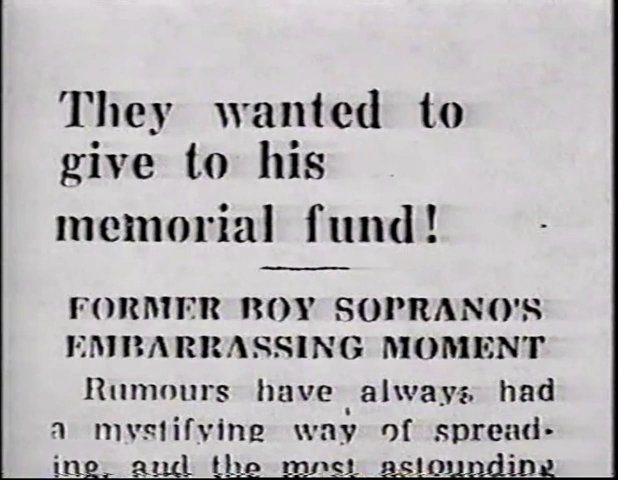 They wanted to
give to his
memorial fund!
FORMER BOY SOPRANO'S
EMBARRASSING MOMENT
Rumours have always had
a mystifying way of spread-
ing, and the most astounding